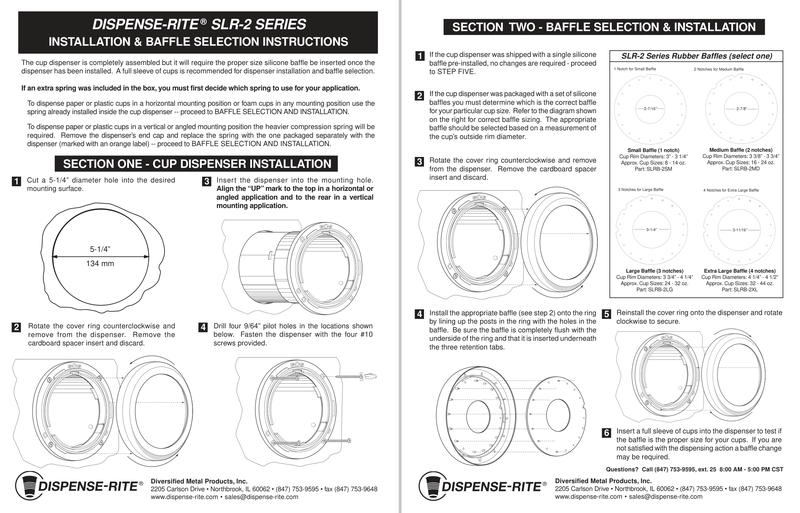 DISPENSE-RITE® SLR-2 SERIES
INSTALLATION & BAFFLE SELECTION INSTRUCTIONS
The cup dispenser is completely assembled but it will require the proper size silicone baffle be inserted once the
dispenser has been installed. A full sleeve of cups is recommended for dispenser installation and baffle selection.
If an extra spring was included in the box, you must first decide which spring to use for your application.
To dispense paper or plastic cups in a horizontal mounting position or foam cups in any mounting position use the
spring already installed inside the cup dispenser -- proceed to BAFFLE SELECTION AND INSTALLATION.
To dispense paper or plastic cups in a vertical or angled mounting position the heavier compression spring will be
required. Remove the dispenser's end cap and replace the spring with the one packaged separately with the
dispenser (marked with an orange label) -- proceed to BAFFLE SELECTION AND INSTALLATION.
SECTION ONE - CUP DISPENSER INSTALLATION
1 Cut a 5-1/4" diameter hole into the desired
mounting surface.
5-1/4"
134 mm
2 Rotate the cover ring counterclockwise and
remove from the dispenser. Remove the
cardboard spacer insert and discard.
3 Insert the dispenser into the mounting hole.
Align the "UP" mark to the top in a horizontal or
angled application and to the rear in a vertical
mounting application.
4 Drill four 9/64" pilot holes in the locations shown
below. Fasten the dispenser with the four #10
screws provided.
DISPENSE-RITE®
Diversified Metal Products, Inc.
2205 Carlson Drive • Northbrook, IL 60062 • (847) 753-9595 • fax (847) 753-9648
www.dispense-rite.com • sales@dispense-rite.com
SECTION TWO - BAFFLE SELECTION & INSTALLATION
1 If the cup dispenser was shipped with a single silicone
baffle pre-installed, no changes are required - proceed
to STEP FIVE.
2 If the cup dispenser was packaged with a set of silicone
baffles you must determine which is the correct baffle
for your particular cup size. Refer to the diagram shown
on the right for correct baffle sizing. The appropriate
baffle should be selected based on a measurement of
the cup's outside rim diameter.
3 Rotate the cover ring counterclockwise and remove
from the dispenser. Remove the cardboard spacer
insert and discard.
SLR-2 Series Rubber Baffles (select one)
1 Notch for Small Baffle
2 Notches for Medium Baffle
2-7/8"
Small Baffle (1 notch)
Cup Rim Diameters: 3" - 3 1/4"
Approx. Cup Sizes: 8 - 14 oz.
Part: SLRB-2SM
Medium Baffle (2 notches)
Cup Rim Diameters: 3 3/8" - 3 3/4"
Approx. Cup Sizes: 16 - 24 oz.
Part: SLRB-2MD
3 Notches for Large Baffle
4 Notches for Extra Large Baffle
3-1/4"
3-11/16"
Large Baffle (3 notches)
Cup Rim Diameters: 3 3/4" - 4 1/4"
Approx. Cup Sizes: 24 - 32 oz.
Part: SLRB-2LG
Extra Large Baffle (4 notches)
Cup Rim Diameters: 4 1/4" - 4 1/2"
Approx. Cup Sizes: 32 - 44 oz.
Part: SLRB-2XL
4 Install the appropriate baffle (see step 2) onto the ring
by lining up the posts in the ring with the holes in the
baffle. Be sure the baffle is completely flush with the
underside of the ring and that it is inserted underneath
the three retention tabs.
5 Reinstall the cover ring onto the dispenser and rotate
clockwise to secure.
6 Insert a full sleeve of cups into the dispenser to test if
the baffle is the proper size for your cups. If you are
not satisfied with the dispensing action a baffle change
may be required.
Questions? Call (847) 753-9595, ext. 25 8:00 AM - 5:00 PM CST
DISPENSE-RITE®
Diversified Metal Products, Inc.
2205 Carlson Drive • Northbrook, IL 60062 • (847) 753-9595 • fax (847) 753-9648
www.dispense-rite.com • sales@dispense-rite.com